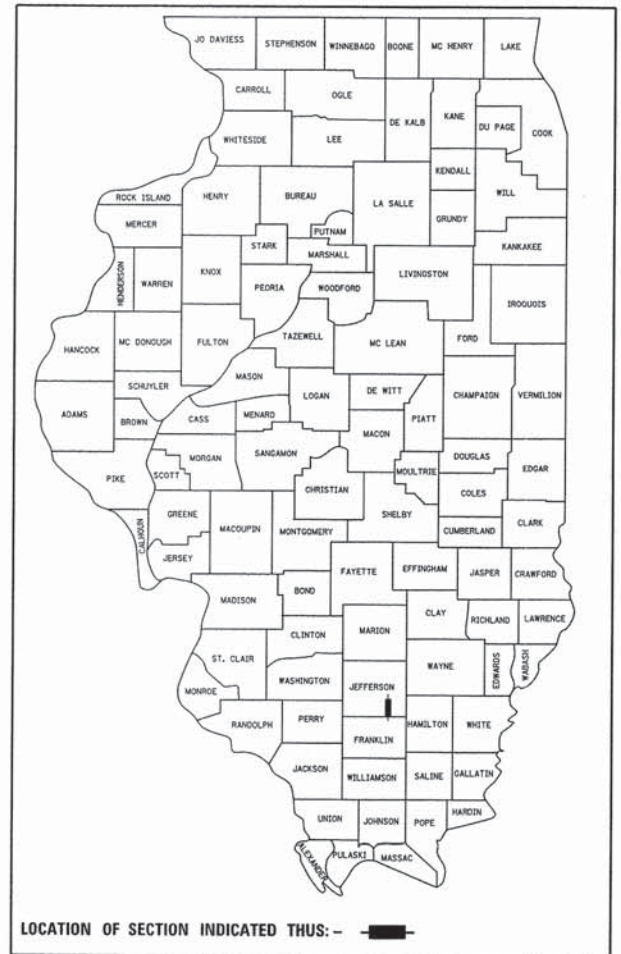 JO DAVIESS STEPHENSON WINNEBAGO BOONE MC HENRY LAKE
CARROLL OGLE DE KALB KANE DU PAGE COOK
WHITESIDE LEE
KENDALL WILL
ROCK ISLAND HENRY BUREAU LA SALLE GRUNDY
MERCER PUTNAM
STARK MARSHALL KANKAKEE
HENDERSON WARREN KNOX PEORIA WOODFORD LIVINGSTON IROQUOIS
HANCOCK MC DONOUGH FULTON TAZEWELL MC LEAN FORD
SCHUYLER MASON
ADAMS BROWN CASS MENARD LOGAN DE WITT PIATT CHAMPAIGN VERMILION
MACON
PIKE SCOTT MORGAN SANGAMON MOULTRIE DOUGLAS EDGAR
CHRISTIAN COLES
GREENE SHELBY
CALHOUN MACOUPIN MONTGOMERY CUMBERLAND CLARK
JERSEY FAYETTE EFFINGHAM JASPER CRAWFORD
MADISON BOND
CLINTON MARION CLAY RICHLAND LAWRENCE
ST. CLAIR WAYNE EDWARDS WABASH
MONROE WASHINGTON JEFFERSON
RANDOLPH PERRY HAMILTON WHITE
FRANKLIN
JACKSON WILLIAMSON SALINE GALLATIN
UNION JOHNSON POPE HARDIN
ALEXANDER PULASKI MASSAC
LOCATION OF SECTION INDICATED THUS: –